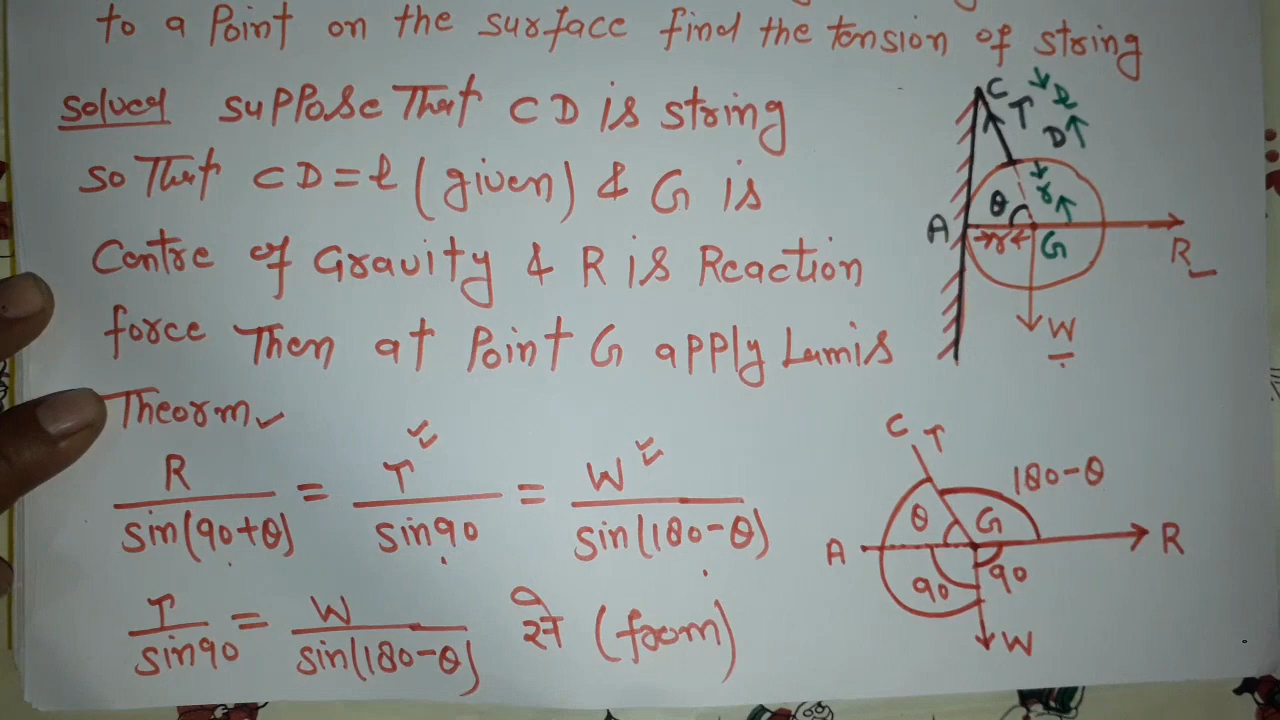 to a Point on the surface find the tension of string
solved suppose That CD is string
so That CD=l (given) & G is
Centre of Gravity & R is Reaction
force Then at Point G apply Lamis
Theorm
R/sin(90+θ) = T/sin90 = W/sin(180-θ)
T/sin90 = W/sin(180-θ) से (from)
C
T
l
D
θ
r
A
r
G
R
W
C T
180-θ
θ
G
A
R
90
90
W